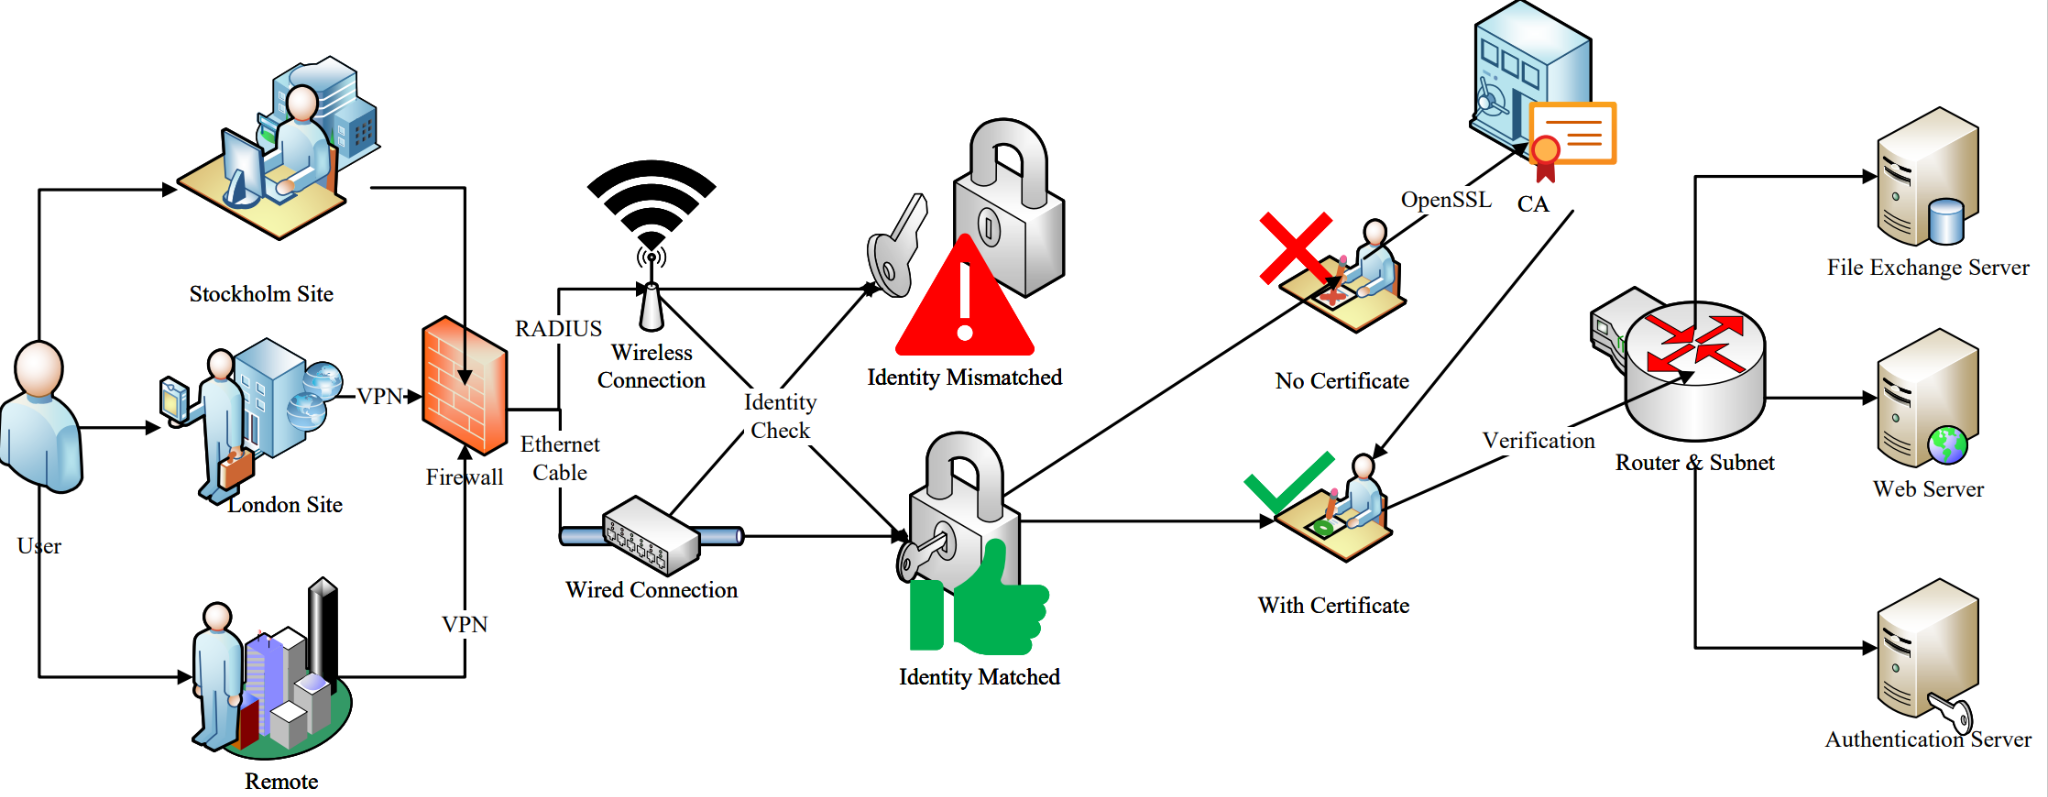 Stockholm Site
VPN
London Site
User
VPN
Remote
Firewall
RADIUS
Ethernet
Cable
Wireless
Connection
Identity
Check
Wired Connection
Identity Mismatched
Identity Matched
OpenSSL
CA
No Certificate
With Certificate
Verification
Router & Subnet
File Exchange Server
Web Server
Authentication Server